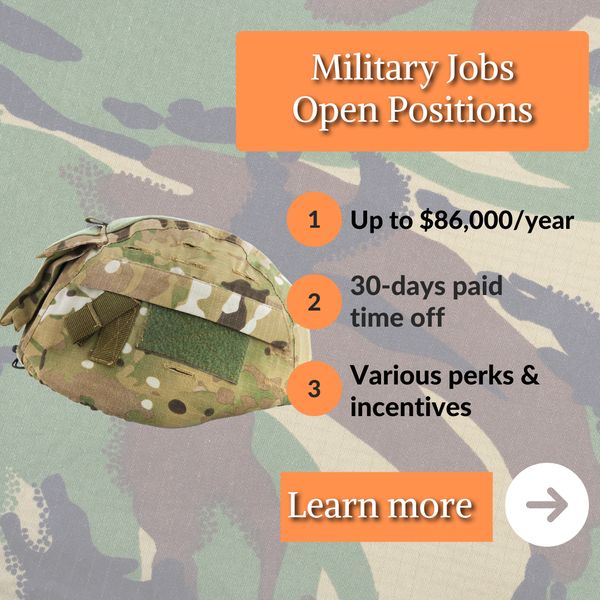 Military Jobs
Open Positions
1 Up to $86,000/year
2 30-days paid
time off
3 Various perks &
incentives
Learn more